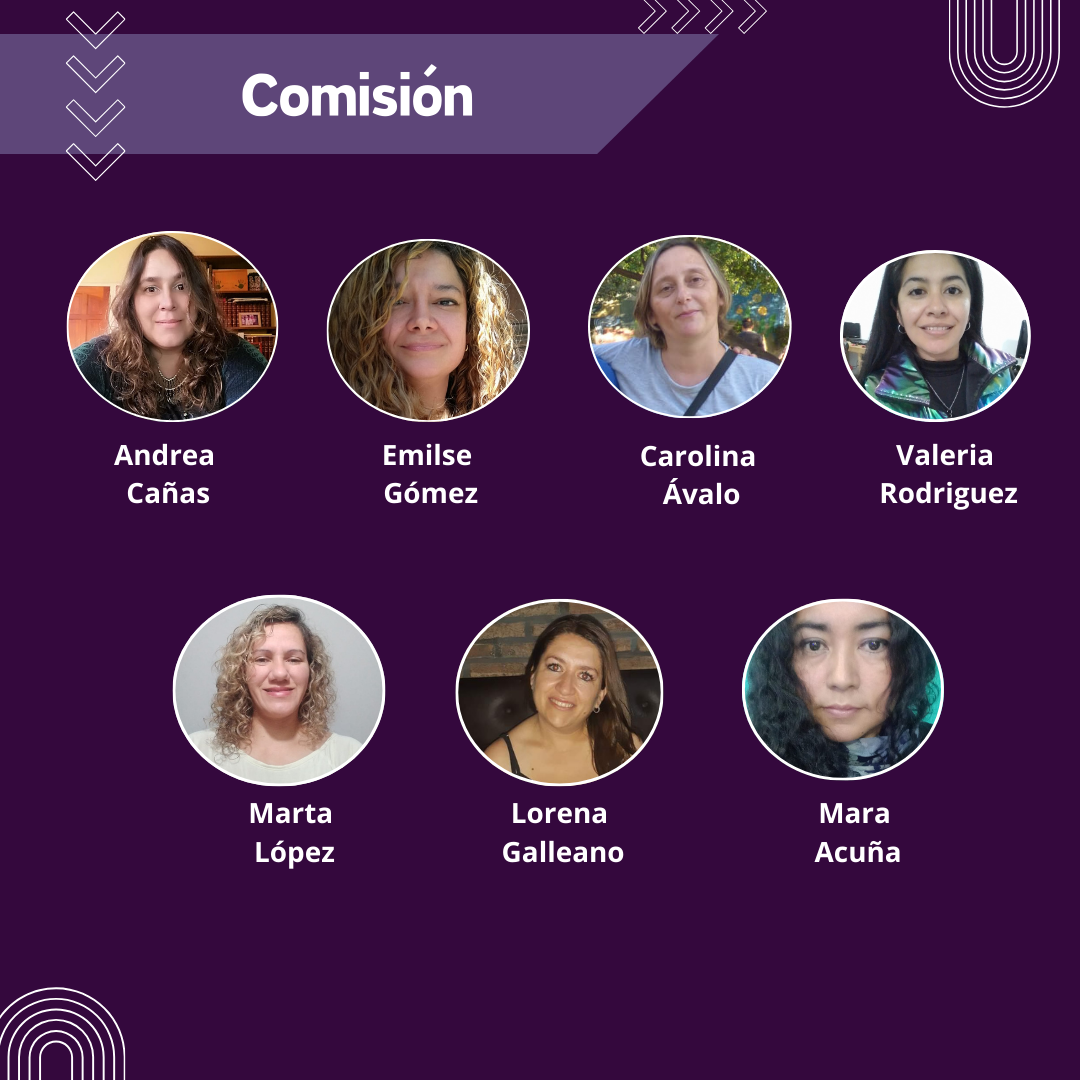 Comisión
Andrea
Cañas
Emilse
Gómez
Carolina
Ávalo
Valeria
Rodriguez
Marta
López
Lorena
Galleano
Mara
Acuña